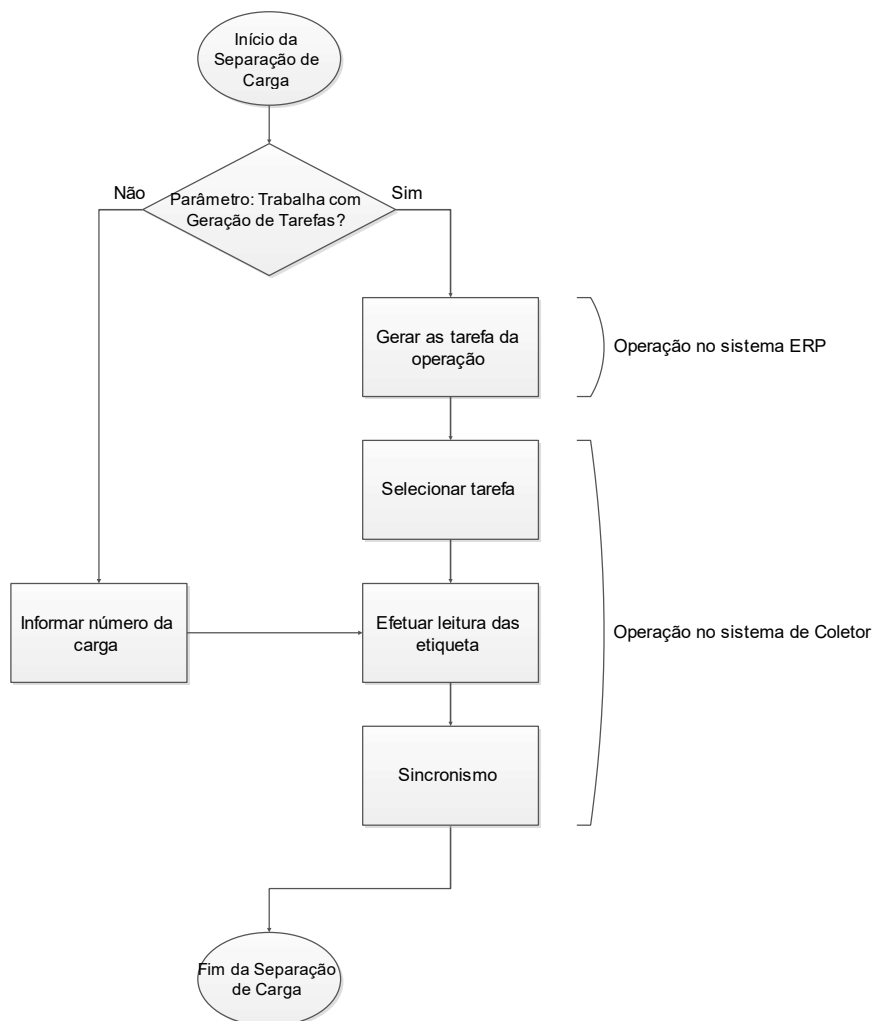 Início da
Separação de
Carga
Não
Parâmetro: Trabalha com
Geração de Tarefas?
Sim
Gerar as tarefa da
operação
Operação no sistema ERP
Selecionar tarefa
Informar número da
carga
Efetuar leitura das
etiqueta
Operação no sistema de Coletor
Sincronismo
Fim da Separação
de Carga